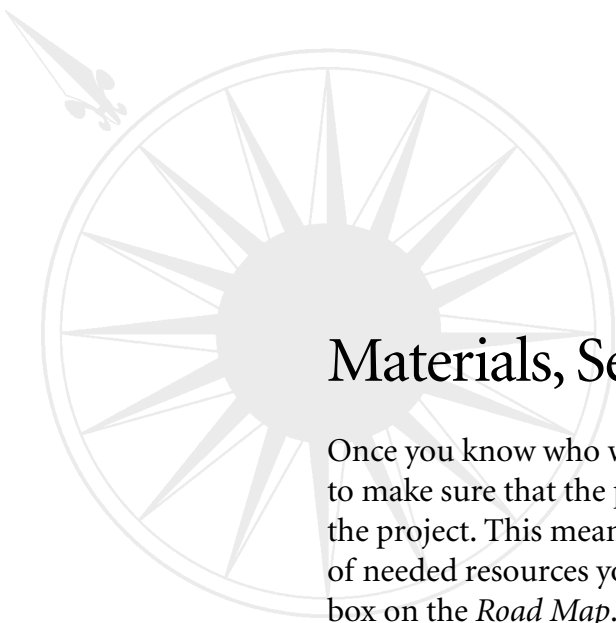 Materials, Se
Once you know who w
to make sure that the p
the project. This mean
of needed resources yo
box on the Road Map.